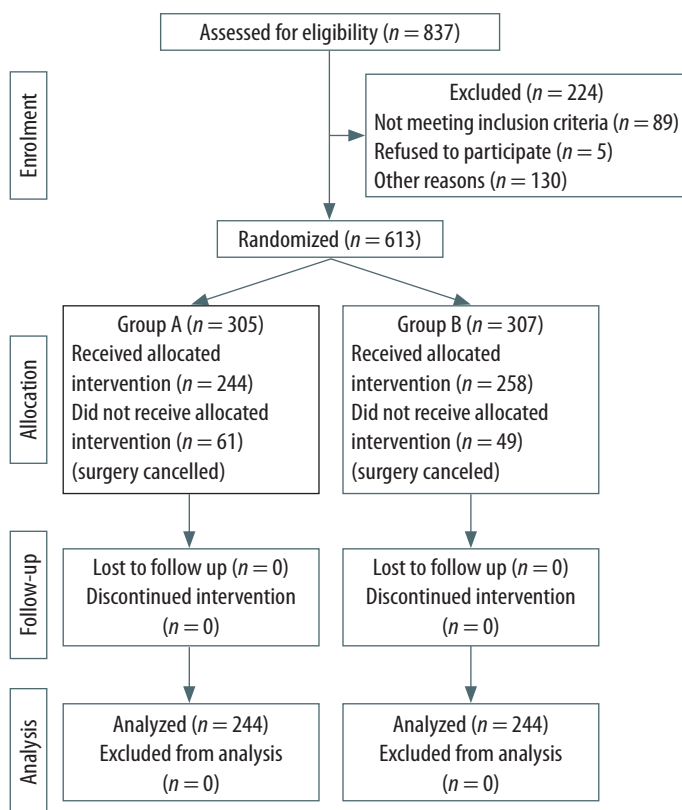 Assessed for eligibility (n = 837)
Enrolment
Excluded (n = 224)
Not meeting inclusion criteria (n = 89)
Refused to participate (n = 5)
Other reasons (n = 130)
Randomized (n = 613)
Allocation
Group A (n = 305)
Received allocated
intervention (n = 244)
Did not receive allocated
intervention (n = 61)
(surgery cancelled)
Group B (n = 307)
Received allocated
intervention (n = 258)
Did not receive allocated
intervention (n = 49)
(surgery canceled)
Follow-up
Lost to follow up (n = 0)
Discontinued intervention
(n = 0)
Lost to follow up (n = 0)
Discontinued intervention
(n = 0)
Analysis
Analyzed (n = 244)
Excluded from analysis
(n = 0)
Analyzed (n = 244)
Excluded from analysis
(n = 0)